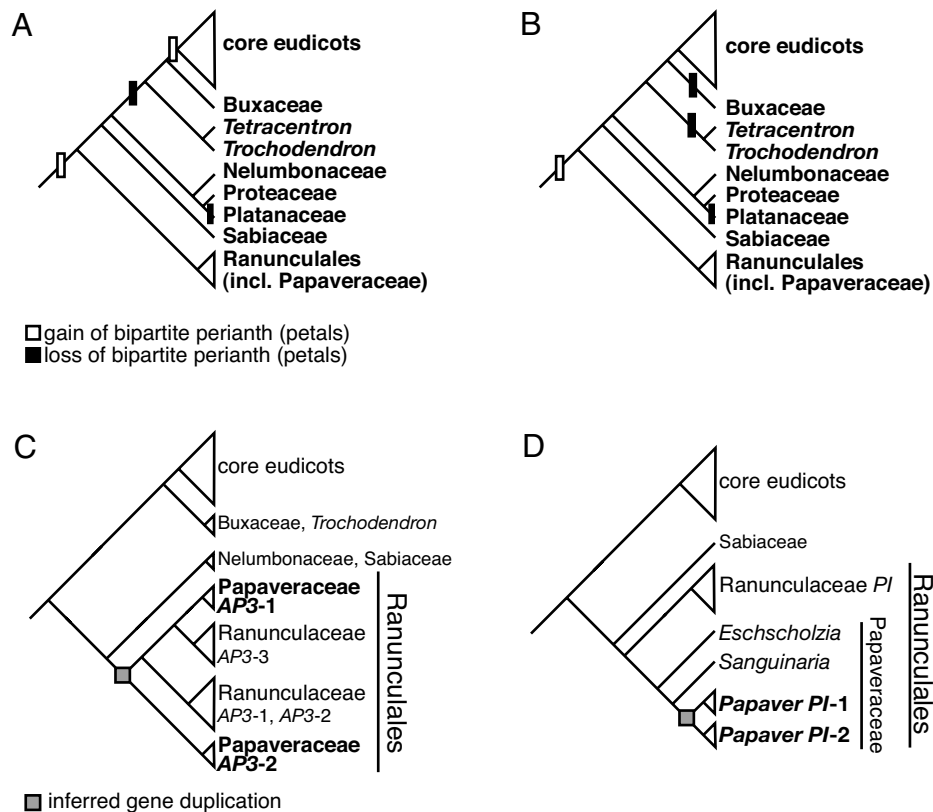 A
core eudicots
Buxaceae
Tetracentron
Trochodendron
Nelumbonaceae
Proteaceae
Platanaceae
Sabiaceae
Ranunculales
(incl. Papaveraceae)
B
core eudicots
Buxaceae
Tetracentron
Trochodendron
Nelumbonaceae
Proteaceae
Platanaceae
Sabiaceae
Ranunculales
(incl. Papaveraceae)
gain of bipartite perianth (petals)
loss of bipartite perianth (petals)
C
core eudicots
Buxaceae, Trochodendron
Nelumbonaceae, Sabiaceae
Papaveraceae
AP3-1
Ranunculaceae
AP3-3
Ranunculaceae
AP3-1, AP3-2
Papaveraceae
AP3-2
Ranunculales
D
core eudicots
Sabiaceae
Ranunculaceae PI
Eschscholzia
Sanguinaria
Papaver PI-1
Papaver PI-2
Papaveraceae
Ranunculales
inferred gene duplication